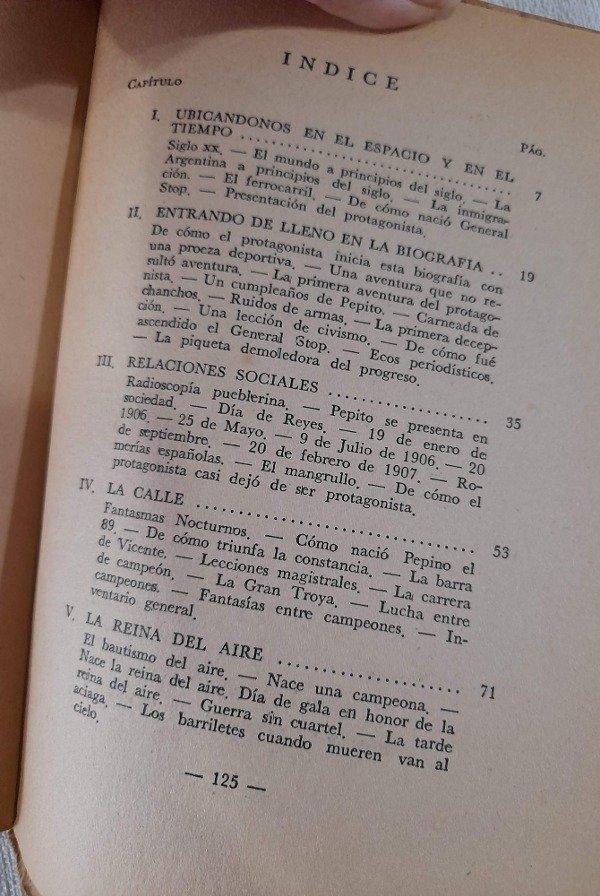 INDICE
CAPÍTULO
PÁG.
I. UBICANDONOS EN EL ESPACIO Y EN EL
TIEMPO ........................................ 7
Siglo XX. — El mundo a principios del siglo. — La
Argentina a principios del siglo. — La inmigra-
ción. — El ferrocarril. — De cómo nació General
Stop. — Presentación del protagonista.
II. ENTRANDO DE LLENO EN LA BIOGRAFIA .. 19
De cómo el protagonista inicia esta biografía con
una proeza deportiva. — Una aventura que no re-
sultó aventura. — La primera aventura del protago-
nista. — Un cumpleaños de Pepito. — Carneada de
chanchos. — Ruidos de armas. — La primera decep-
ción. — Una lección de civismo. — De cómo fué
ascendido el General Stop. — Ecos periodísticos.
— La piqueta demoledora del progreso.
III. RELACIONES SOCIALES .................. 35
Radioscopía pueblerina. — Pepito se presenta en
sociedad. — Día de Reyes. — 19 de enero de
1906. — 25 de Mayo. — 9 de Julio de 1906. — 20
de septiembre. — 20 de febrero de 1907. — Ro-
merías españolas. — El mangrullo. — De cómo el
protagonista casi dejó de ser protagonista.
IV. LA CALLE ............................... 53
Fantasmas Nocturnos. — Cómo nació Pepino el
89. — De cómo triunfa la constancia. — La barra
de Vicente. — Lecciones magistrales. — La carrera
de campeón. — La Gran Troya. — Lucha entre
campeones. — Fantasías entre campeones. — In-
ventario general.
V. LA REINA DEL AIRE ..................... 71
El bautismo del aire. — Nace una campeona. —
Nace la reina del aire. Día de gala en honor de la
reina del aire. — Guerra sin cuartel. — La tarde
aciaga. — Los barriletes cuando mueren van al
cielo.
— 125 —